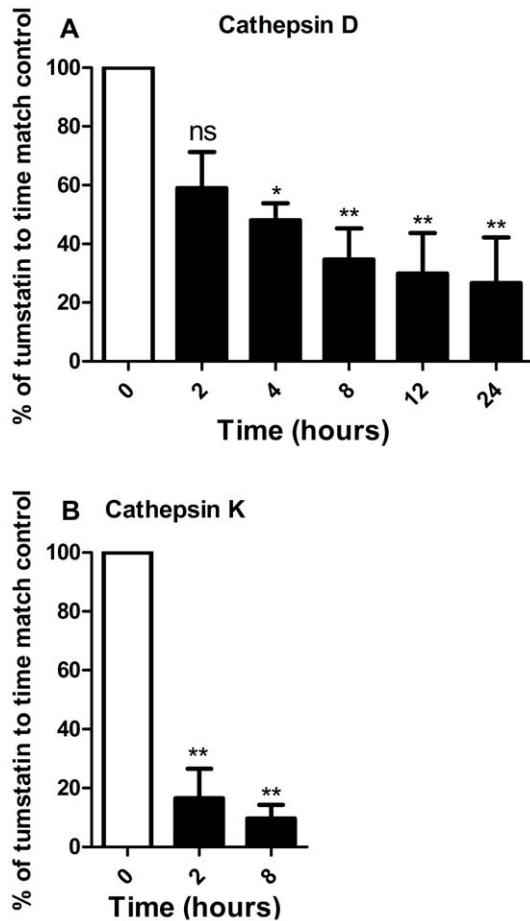 A Cathepsin D
% of tumstatin to time match control
100
80
60
40
20
0
ns
*
**
**
**
0 2 4 8 12 24
Time (hours)
B Cathepsin K
% of tumstatin to time match control
100
80
60
40
20
0
**
**
0 2 8
Time (hours)